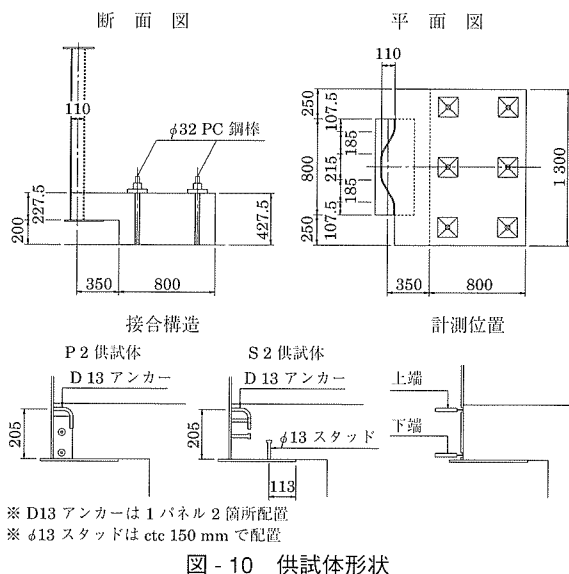 断面図
平面図
110
φ32 PC 鋼棒
227.5
200
427.5
350
800
110
250
800
250
107.5
185
215
185
107.5
1 300
350
800
接合構造
計測位置
P 2 供試体
D 13 アンカー
205
S 2 供試体
D 13 アンカー
205
φ13 スタッド
113
上端
下端
※ D13 アンカーは 1 パネル 2 箇所配置
※ φ13 スタッドは ctc 150 mm で配置
図 - 10 供試体形状